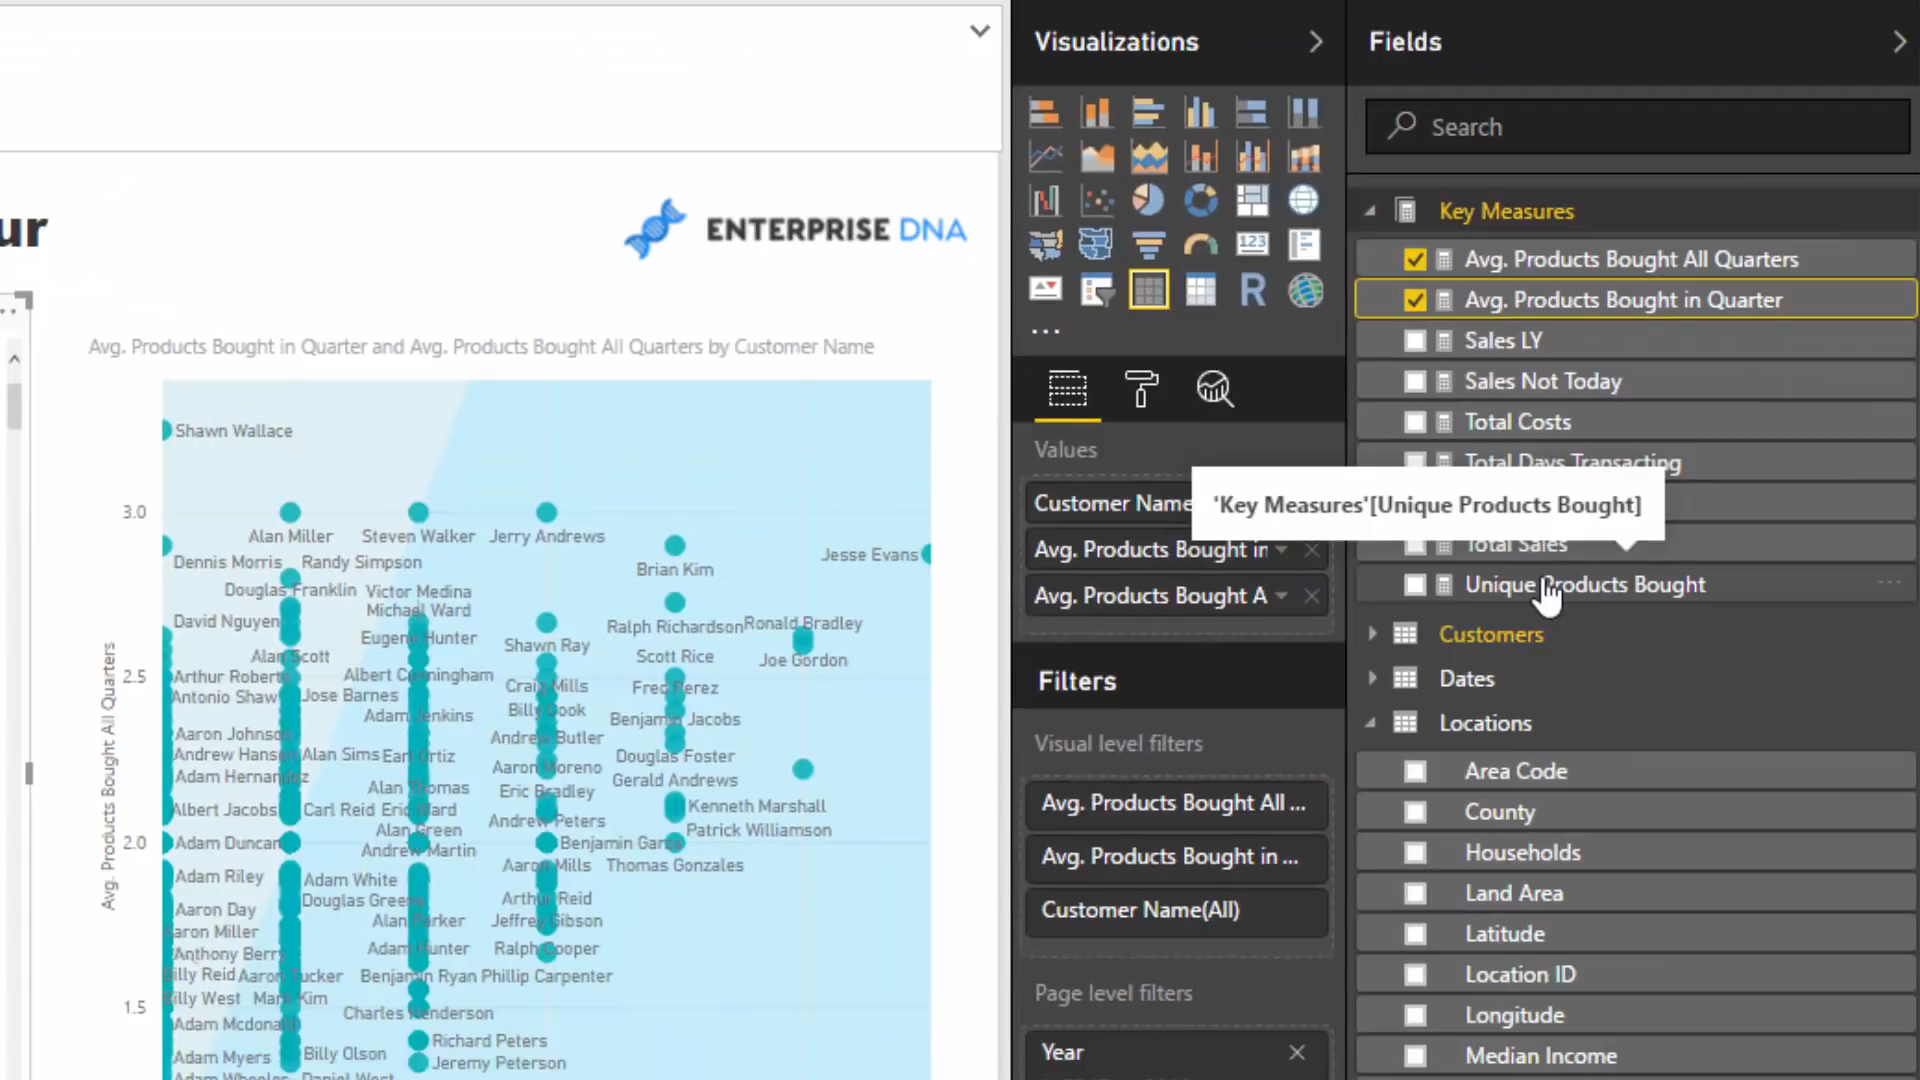 ur
ENTERPRISE DNA
Avg. Products Bought in Quarter and Avg. Products Bought All Quarters by Customer Name
Avg. Products Bought All Quarters
3.0
2.5
2.0
1.5
Shawn Wallace
Alan Miller
Steven Walker
Jerry Andrews
Dennis Morris
Randy Simpson
Brian Kim
Jesse Evans
Douglas Franklin
Victor Medina
Michael Ward
David Nguyen
Eugene Hunter
Shawn Ray
Ralph Richardson
Ronald Bradley
Alan Scott
Scott Rice
Joe Gordon
Arthur Roberts
Albert Cunningham
Antonio Shaw
Jose Barnes
Craig Mills
Fred Perez
Adam Jenkins
Billy Cook
Benjamin Jacobs
Aaron Johnson
Andrew Butler
Andrew Hansen
Alan Sims
Earl Ortiz
Douglas Foster
Adam Hernandez
Aaron Moreno
Gerald Andrews
Alan Thomas
Eric Bradley
Albert Jacobs
Carl Reid
Eric Ward
Kenneth Marshall
Alan Green
Andrew Peters
Patrick Williamson
Adam Duncan
Andrew Martin
Benjamin Garza
Aaron Mills
Thomas Gonzales
Adam Riley
Adam White
Douglas Greene
Arthur Reid
Aaron Day
Alan Parker
Jeffrey Gibson
Aaron Miller
Anthony Berry
Adam Hunter
Ralph Cooper
Billy Reid
Aaron Tucker
Benjamin Ryan
Phillip Carpenter
Billy West
Mark Kim
Charles Henderson
Adam Mcdonald
Richard Peters
Adam Myers
Billy Olson
Jeremy Peterson
Adam Wheeler
Daniel West
Visualizations
123
R
Values
Customer Name
Avg. Products Bought in
Avg. Products Bought A
Filters
Visual level filters
Avg. Products Bought All ...
Avg. Products Bought in ...
Customer Name(All)
Page level filters
Year
Fields
Search
Key Measures
Avg. Products Bought All Quarters
Avg. Products Bought in Quarter
Sales LY
Sales Not Today
Total Costs
Total Days Transacting
'Key Measures'[Unique Products Bought]
Total Sales
Unique Products Bought
Customers
Dates
Locations
Area Code
County
Households
Land Area
Latitude
Location ID
Longitude
Median Income